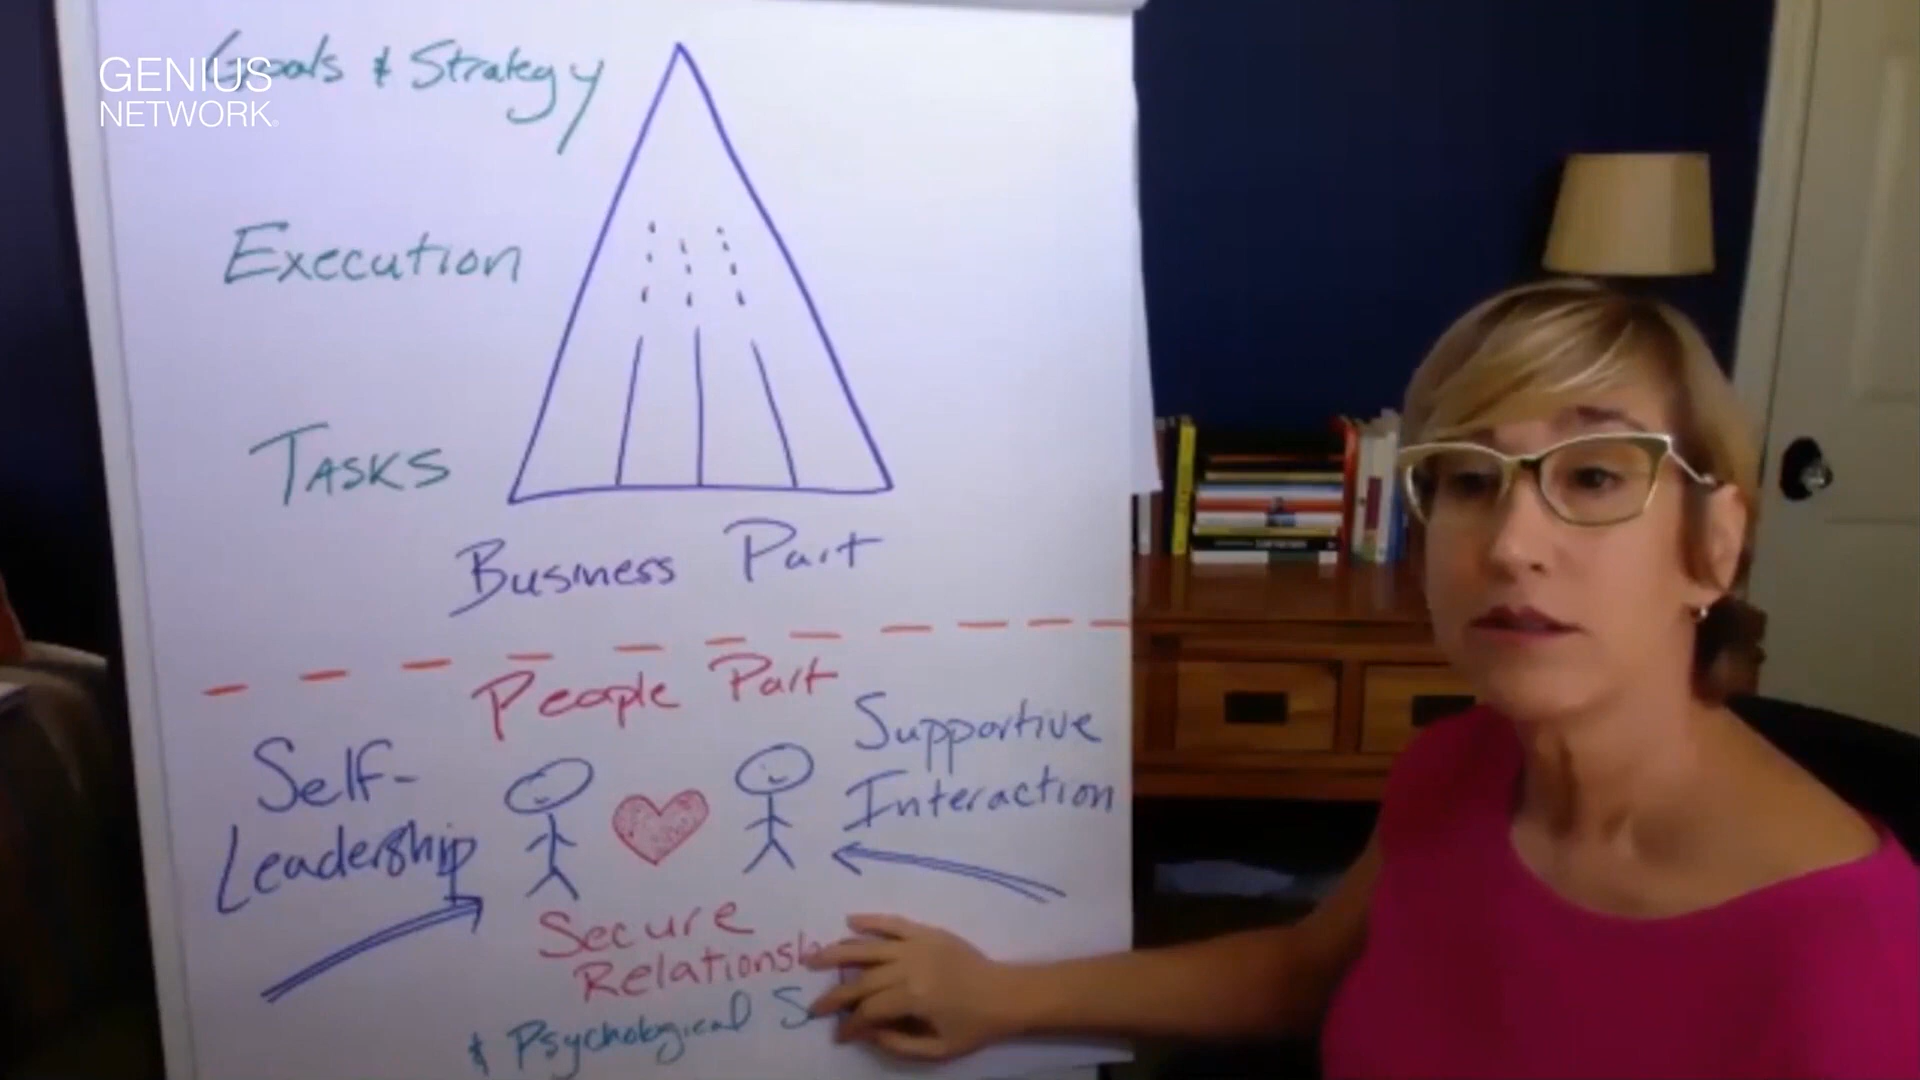 GENIUS
NETWORK
Goals & Strategy
Execution
TASKS
Business Part
People Part
Self-
Leadership
Supportive
Interaction
Secure
& Psychological